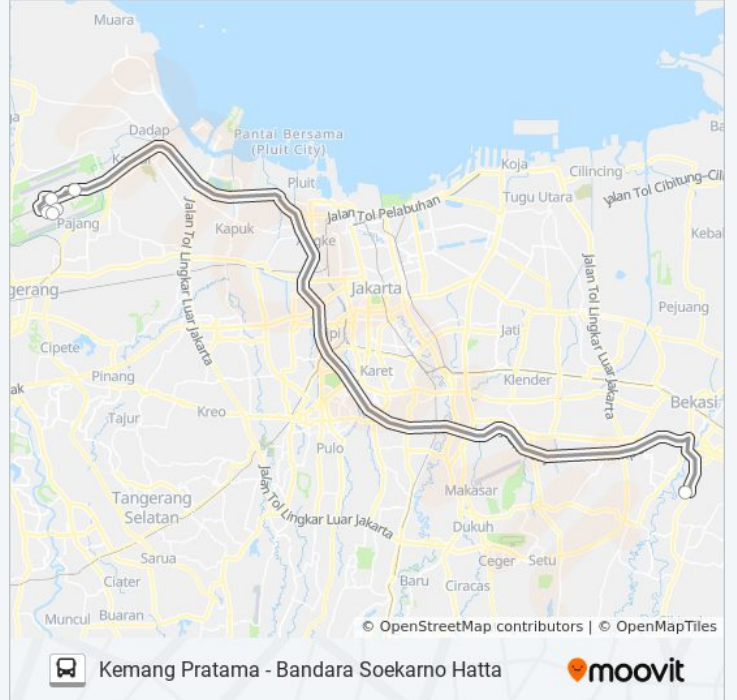 Muara
Dadap
Pantai Bersama
(Pluit City)
Pluit
Koja
Cilincing
Tugu Utara
Jalan Tol Cibitung-Cil
Jalan Tol Pelabuhan
Pajang
Kapuk
Jalan Tol Lingkar Luar Jakarta
Jakarta
Jalan Tol Lingkar Luar Jakarta
Kebal
Pejuang
gerang
Cipete
Pinang
Jati
Karet
Klender
Bekasi
ak
Tajur
Kreo
Pulo
Tangerang
Selatan
Jalan Tol Lingkar Luar Jakarta
Makasar
Dukuh
Ceger
Setu
Sarua
Ciater
Baru
Ciracas
Muncul
Buaran
© OpenStreetMap contributors | © OpenMapTiles
Kemang Pratama - Bandara Soekarno Hatta
moovit